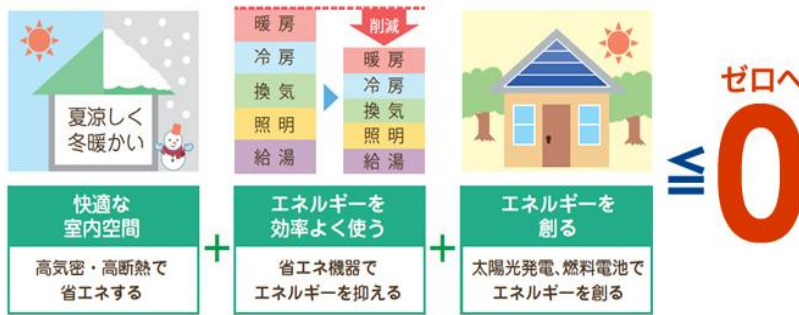 夏涼しく
冬暖かい
快適な
室内空間
高気密・高断熱で
省エネする
+
暖房
冷房
換気
照明
給湯
削減
暖房
冷房
換気
照明
給湯
エネルギーを
効率よく使う
省エネ機器で
エネルギーを抑える
+
エネルギーを
創る
太陽光発電、燃料電池で
エネルギーを創る
≦
ゼロへ
0